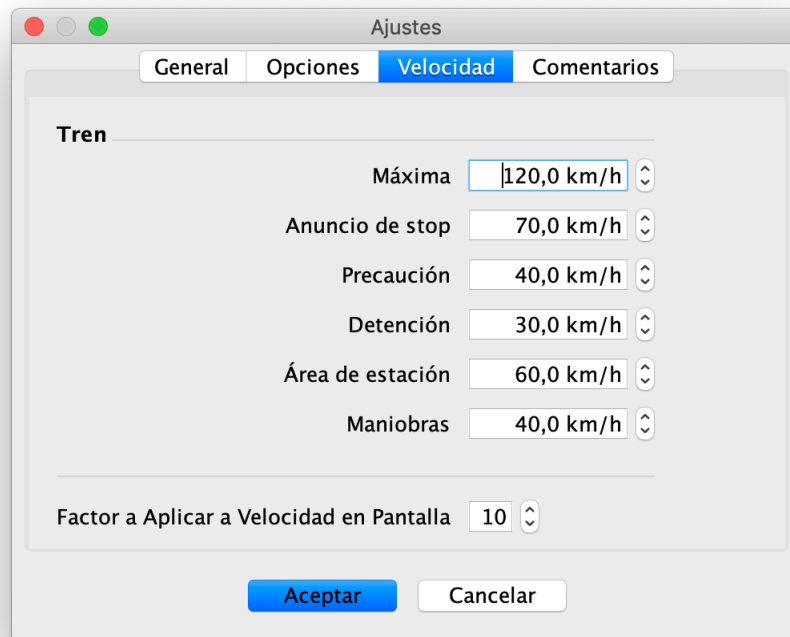 Ajustes
General Opciones Velocidad Comentarios
Tren
Máxima 120,0 km/h
Anuncio de stop 70,0 km/h
Precaución 40,0 km/h
Detención 30,0 km/h
Área de estación 60,0 km/h
Maniobras 40,0 km/h
Factor a Aplicar a Velocidad en Pantalla 10
Aceptar Cancelar